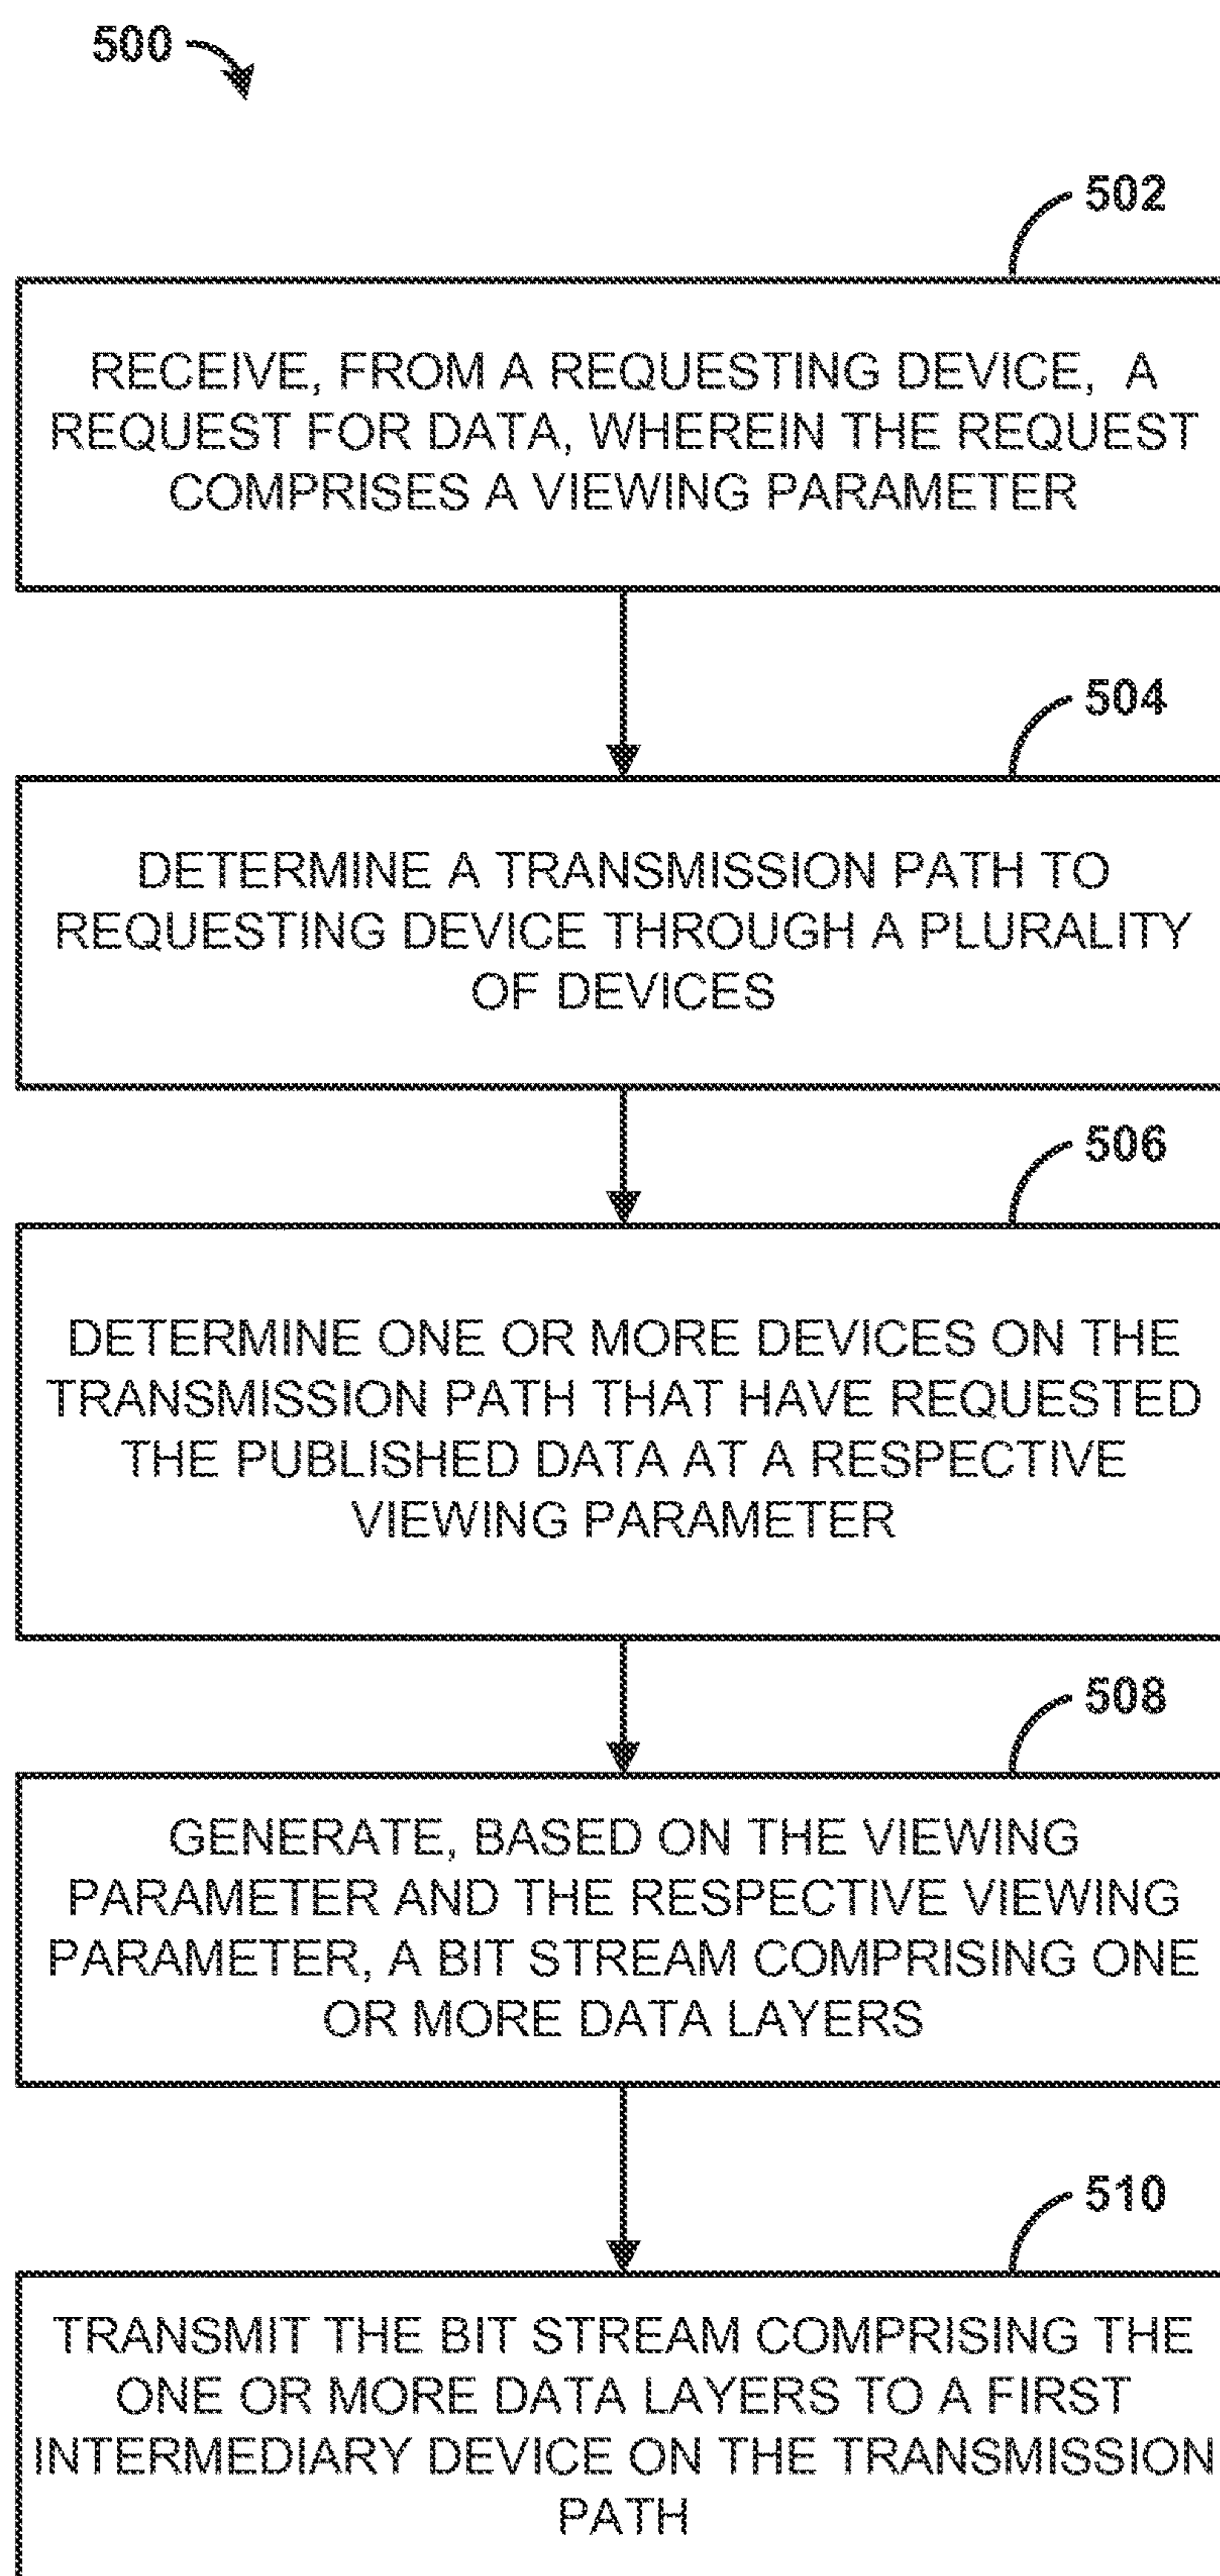 500
502
RECEIVE, FROM A REQUESTING DEVICE, A
REQUEST FOR DATA, WHEREIN THE REQUEST
COMPRISES A VIEWING PARAMETER
504
DETERMINE A TRANSMISSION PATH TO
REQUESTING DEVICE THROUGH A PLURALITY
OF DEVICES
506
DETERMINE ONE OR MORE DEVICES ON THE
TRANSMISSION PATH THAT HAVE REQUESTED
THE PUBLISHED DATA AT A RESPECTIVE
VIEWING PARAMETER
508
GENERATE, BASED ON THE VIEWING
PARAMETER AND THE RESPECTIVE VIEWING
PARAMETER, A BIT STREAM COMPRISING ONE
OR MORE DATA LAYERS
510
TRANSMIT THE BIT STREAM COMPRISING THE
ONE OR MORE DATA LAYERS TO A FIRST
INTERMEDIARY DEVICE ON THE TRANSMISSION
PATH